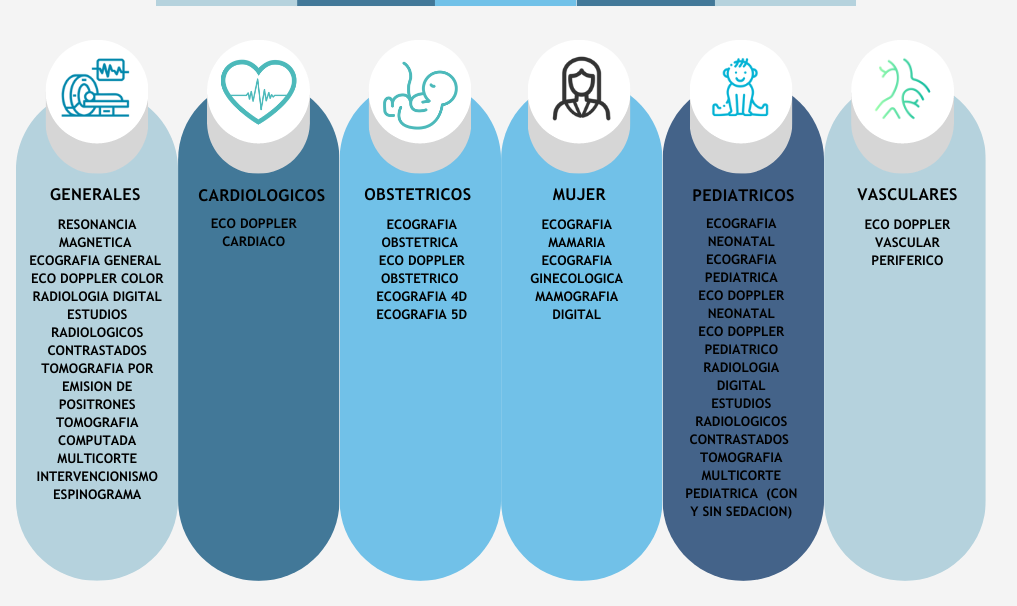 GENERALES
RESONANCIA
MAGNETICA
ECOGRAFIA GENERAL
ECO DOPPLER COLOR
RADIOLOGIA DIGITAL
ESTUDIOS
RADIOLOGICOS
CONTRASTADOS
TOMOGRAFIA POR
EMISION DE
POSITRONES
TOMOGRAFIA
COMPUTADA
MULTICORTE
INTERVENCIONISMO
ESPINOGRAMA
CARDIOLOGICOS
ECO DOPPLER
CARDIACO
OBSTETRICOS
ECOGRAFIA
OBSTETRICA
ECO DOPPLER
OBSTETRICO
ECOGRAFIA 4D
ECOGRAFIA 5D
MUJER
ECOGRAFIA
MAMARIA
ECOGRAFIA
GINECOLOGICA
MAMOGRAFIA
DIGITAL
PEDIATRICOS
ECOGRAFIA
NEONATAL
ECOGRAFIA
PEDIATRICA
ECO DOPPLER
NEONATAL
ECO DOPPLER
PEDIATRICO
RADIOLOGIA
DIGITAL
ESTUDIOS
RADIOLOGICOS
CONTRASTADOS
TOMOGRAFIA
MULTICORTE
PEDIATRICA (CON
Y SIN SEDACION)
VASCULARES
ECO DOPPLER
VASCULAR
PERIFERICO